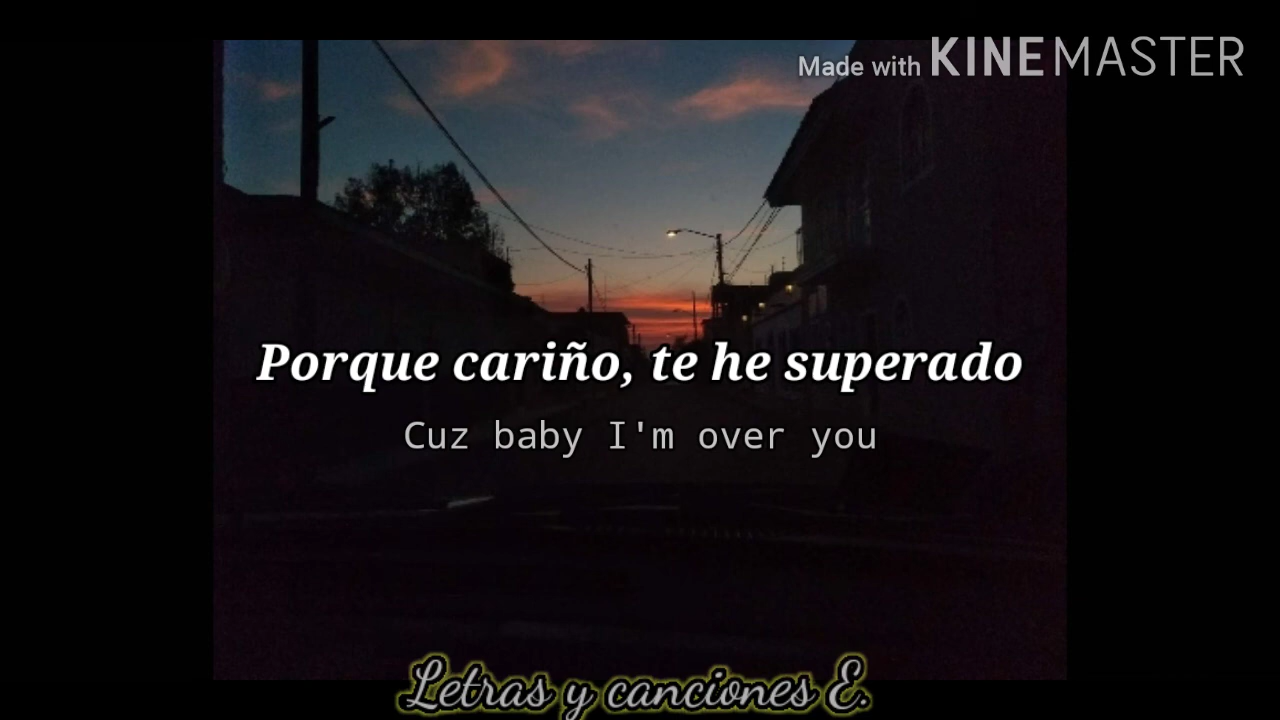 Made with KINEMASTER
Porque cariño, te he superado
Cuz baby I'm over you
Letras y canciones E.